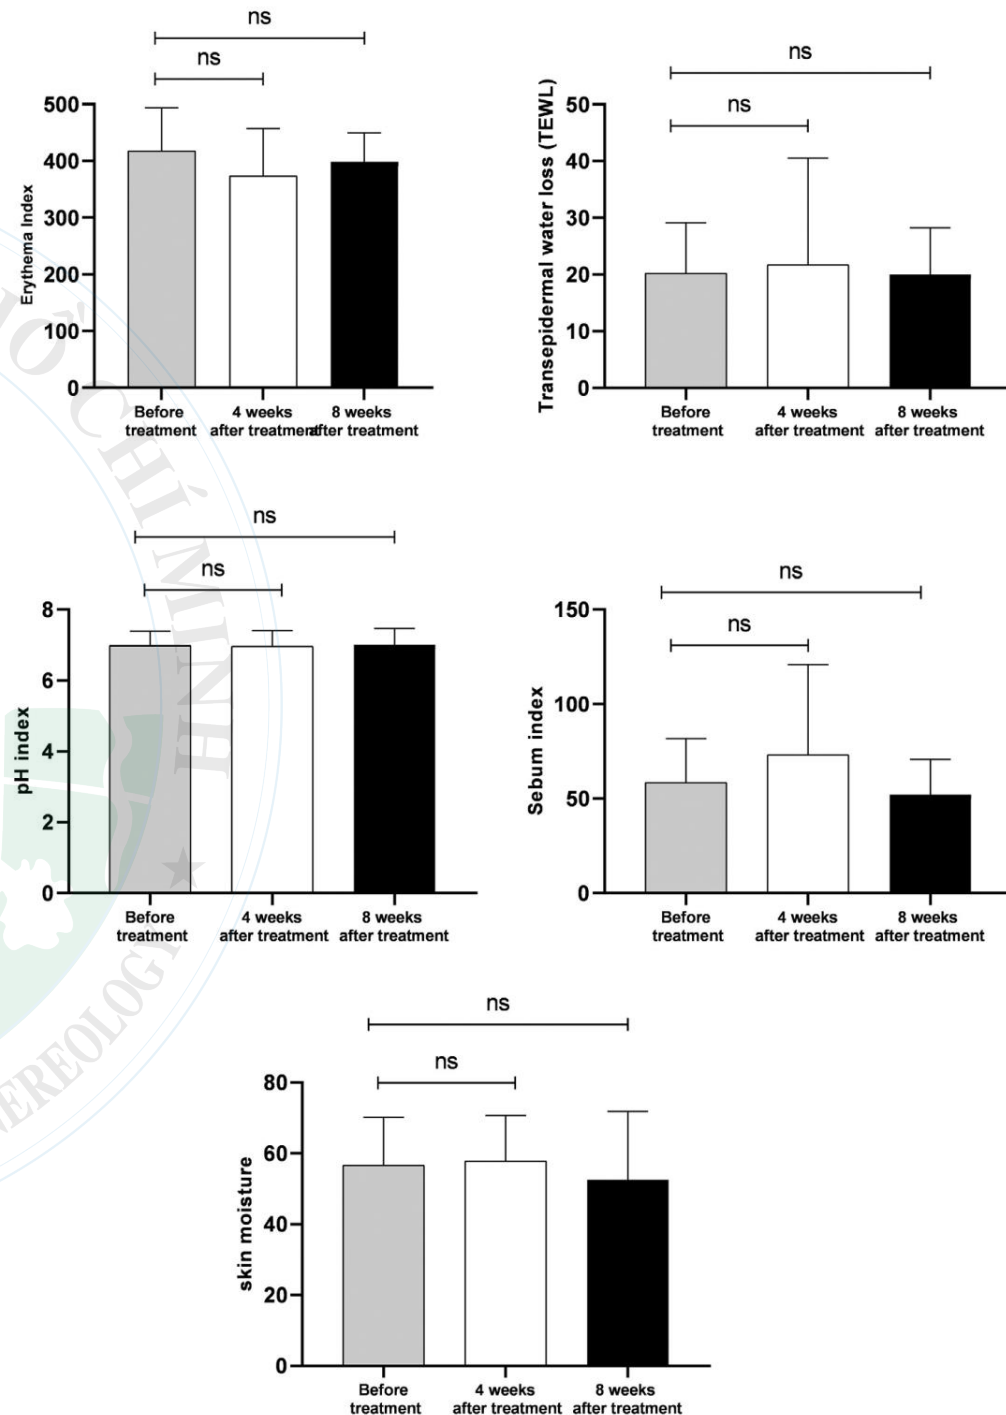 ns
ns
500
400
300
200
100
0
Erythema Index
Before
treatment
4 weeks
after treatment
8 weeks
after treatment
ns
ns
50
40
30
20
10
0
Transepidermal water loss (TEWL)
Before
treatment
4 weeks
after treatment
8 weeks
after treatment
ns
ns
8
6
4
2
0
pH index
Before
treatment
4 weeks
after treatment
8 weeks
after treatment
ns
ns
150
100
50
0
Sebum index
Before
treatment
4 weeks
after treatment
8 weeks
after treatment
ns
ns
80
60
40
20
0
skin moisture
Before
treatment
4 weeks
after treatment
8 weeks
after treatment
CHÍ MINH